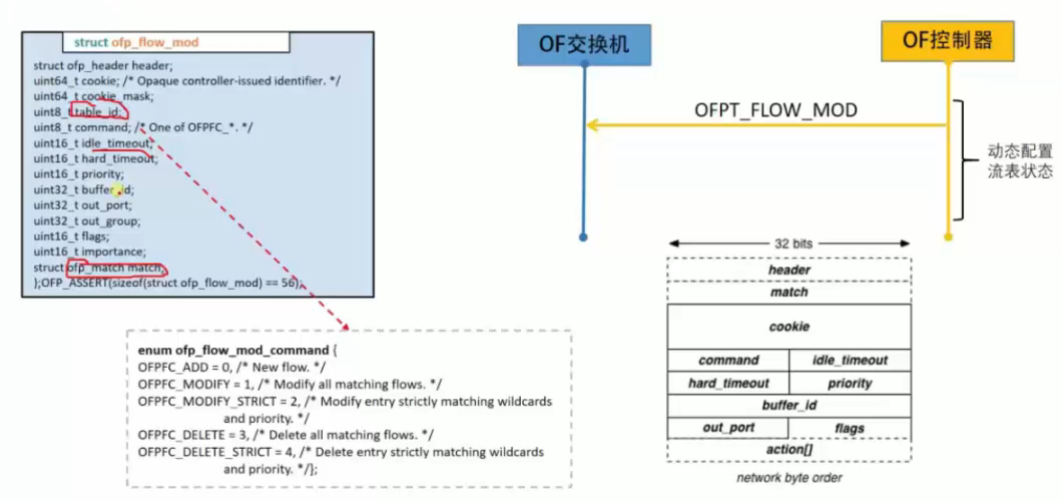 struct ofp_flow_mod
struct ofp_header header;
uint64_t cookie; /* Opaque controller-issued identifier. */
uint64_t cookie_mask;
uint8_t table_id;
uint8_t command; /* One of OFPFC_*. */
uint16_t idle_timeout;
uint16_t hard_timeout;
uint16_t priority;
uint32_t buffer_id;
uint32_t out_port;
uint32_t out_group;
uint16_t flags;
uint16_t importance;
struct ofp_match match;
};OFP_ASSERT(sizeof(struct ofp_flow_mod) == 56);
enum ofp_flow_mod_command {
OFPFC_ADD = 0, /* New flow. */
OFPFC_MODIFY = 1, /* Modify all matching flows. */
OFPFC_MODIFY_STRICT = 2, /* Modify entry strictly matching wildcards
and priority. */
OFPFC_DELETE = 3, /* Delete all matching flows. */
OFPFC_DELETE_STRICT = 4, /* Delete entry strictly matching wildcards
and priority. */};
OF交换机
OF控制器
OFPT_FLOW_MOD
动态配置
流表状态
32 bits
header
match
cookie
command idle_timeout
hard_timeout priority
buffer_id
out_port flags
action[]
network byte order